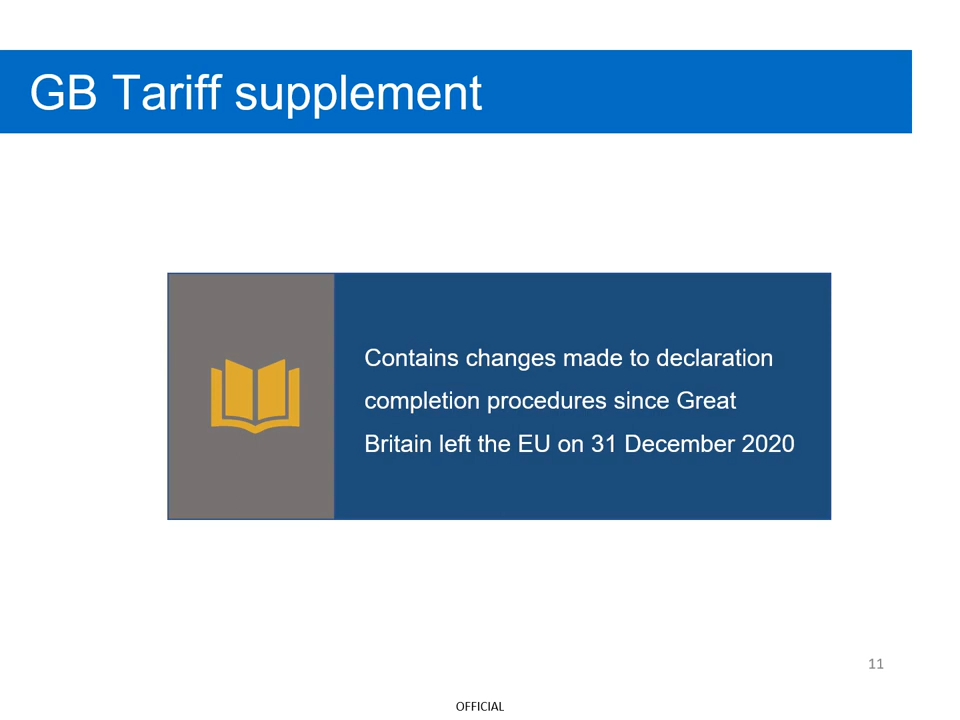 GB Tariff supplement
Contains changes made to declaration
completion procedures since Great
Britain left the EU on 31 December 2020
11
OFFICIAL